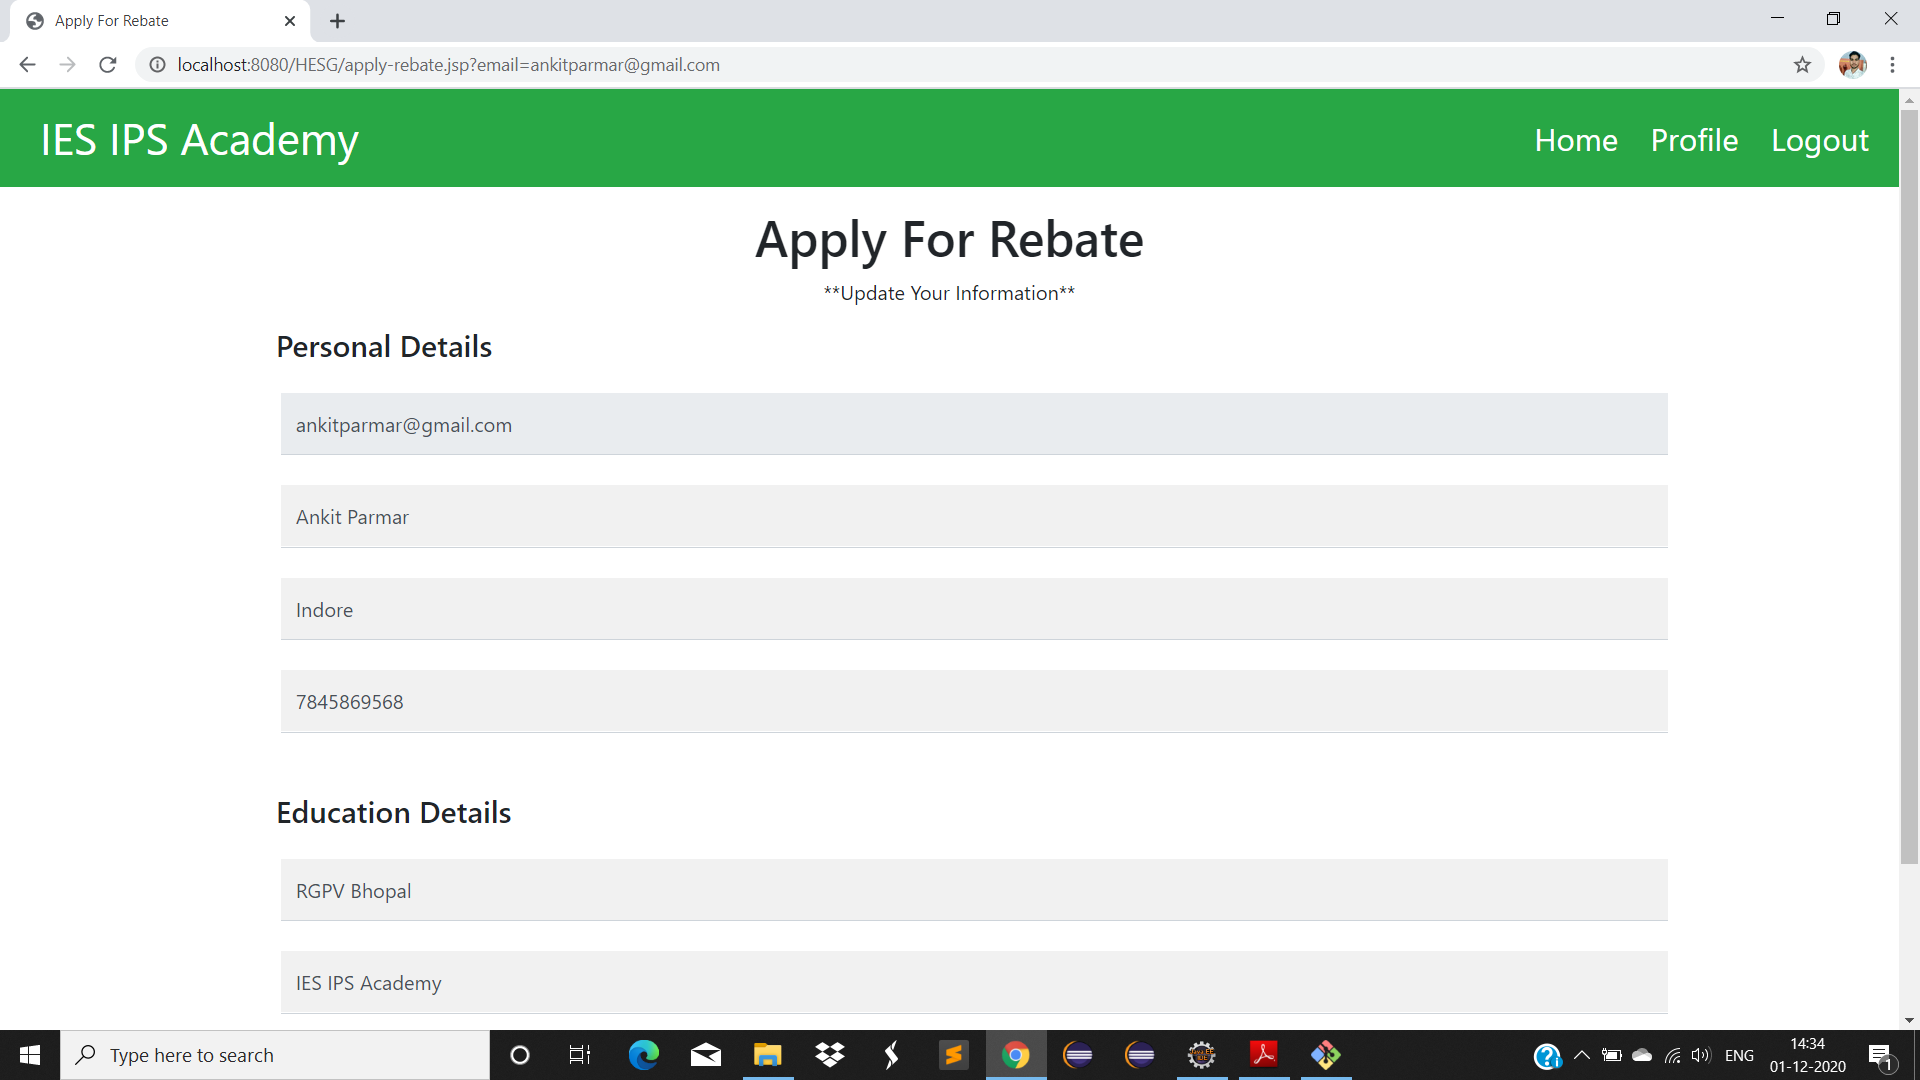 Apply For Rebate
localhost:8080/HESG/apply-rebate.jsp?email=ankitparmar@gmail.com
IES IPS Academy
Home Profile Logout
Apply For Rebate
**Update Your Information**
Personal Details
ankitparmar@gmail.com
Ankit Parmar
Indore
7845869568
Education Details
RGPV Bhopal
IES IPS Academy
Type here to search
ENG
14:34
01-12-2020
1